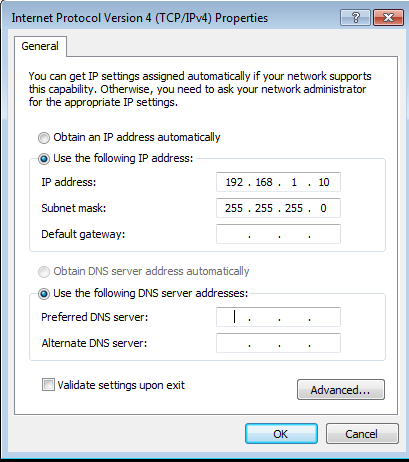 Internet Protocol Version 4 (TCP/IPv4) Properties
General
You can get IP settings assigned automatically if your network supports
this capability. Otherwise, you need to ask your network administrator
for the appropriate IP settings.
Obtain an IP address automatically
Use the following IP address:
IP address: 192 . 168 . 1 . 10
Subnet mask: 255 . 255 . 255 . 0
Default gateway: . . .
Obtain DNS server address automatically
Use the following DNS server addresses:
Preferred DNS server: . . .
Alternate DNS server: . . .
Validate settings upon exit
Advanced...
OK Cancel